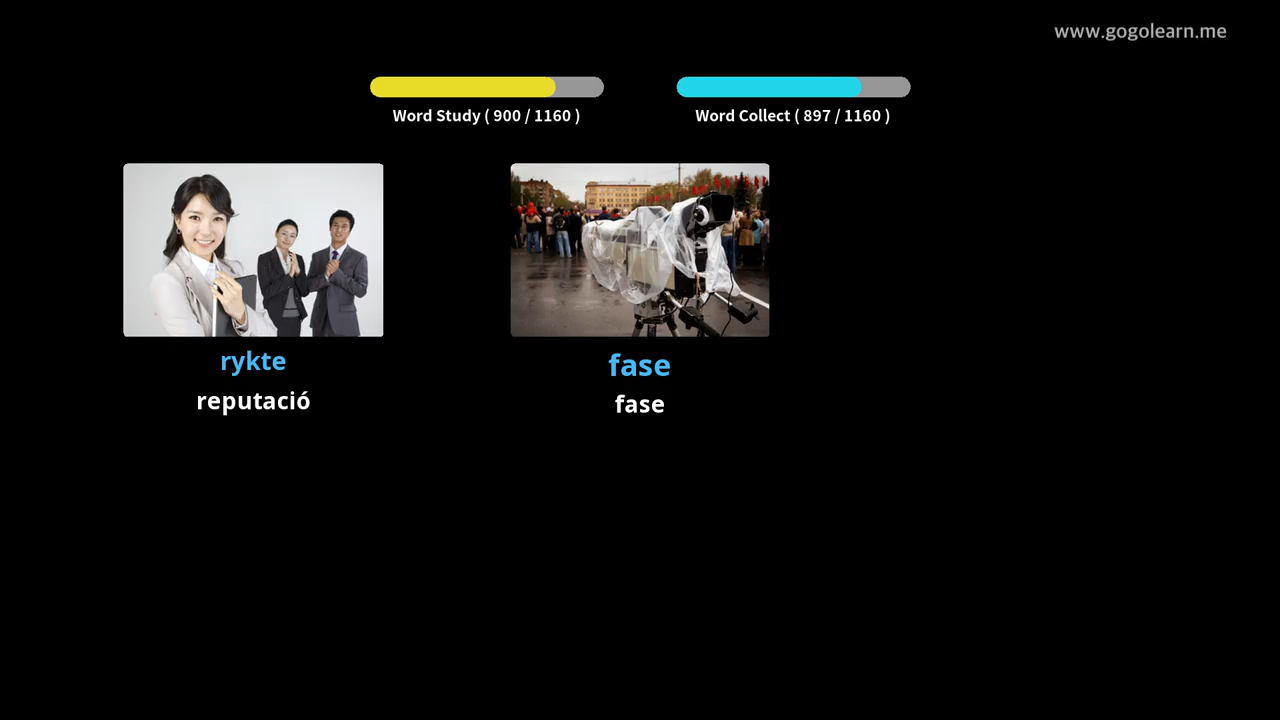 www.gogolearn.me
Word Study ( 900 / 1160 )
Word Collect ( 897 / 1160 )
rykte
reputació
fase
fase